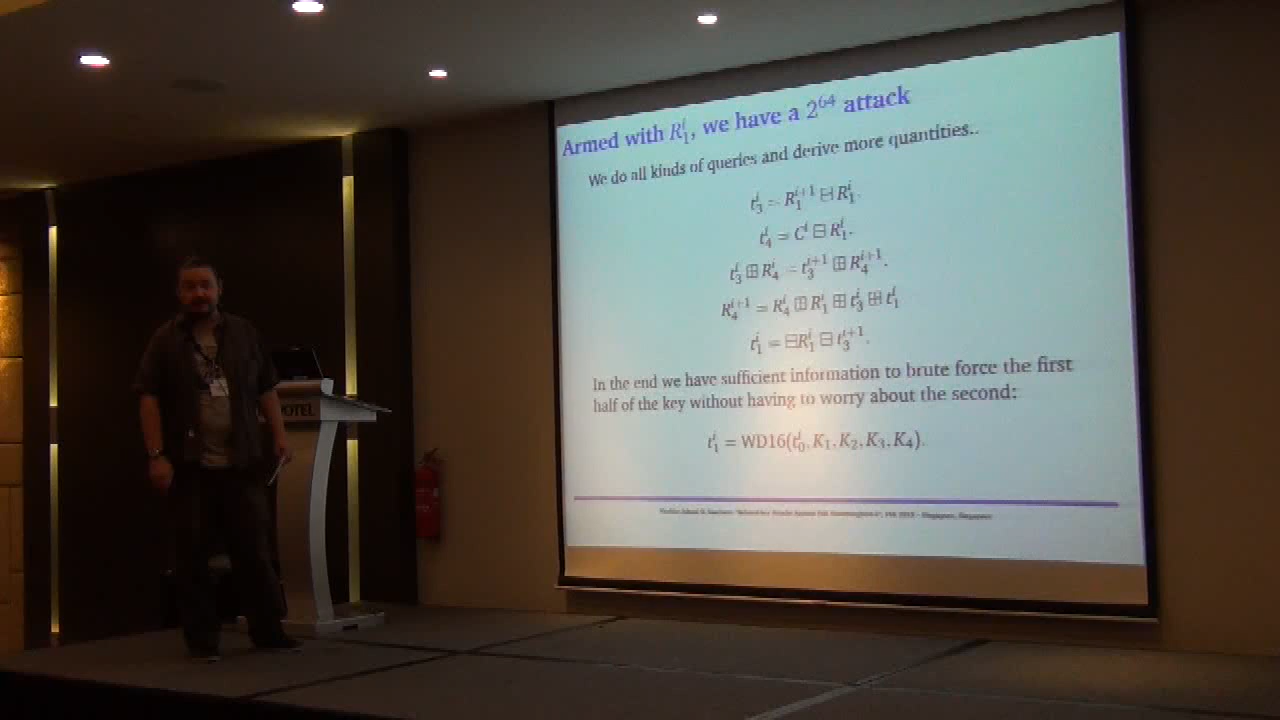 Armed with R₁ⁱ, we have a 2⁶⁴ attack
We do all kinds of queries and derive more quantities..
t₃ⁱ = R₁ⁱ⁺¹ ⊟ R₁ⁱ.
t₄ⁱ = Cⁱ ⊟ R₁ⁱ.
t₃ⁱ ⊞ R₄ⁱ = t₃ⁱ⁺¹ ⊞ R₄ⁱ⁺¹.
R₄ⁱ⁺¹ = R₄ⁱ ⊞ R₁ⁱ ⊞ t₃ⁱ ⊞ t₁ⁱ
t₁ⁱ = ⊟R₁ⁱ ⊟ t₃ⁱ⁺¹.
In the end we have sufficient information to brute force the first
half of the key without having to worry about the second:
t₁ⁱ = WD16(t₀ⁱ, K₁, K₂, K₃, K₄).
OTEL